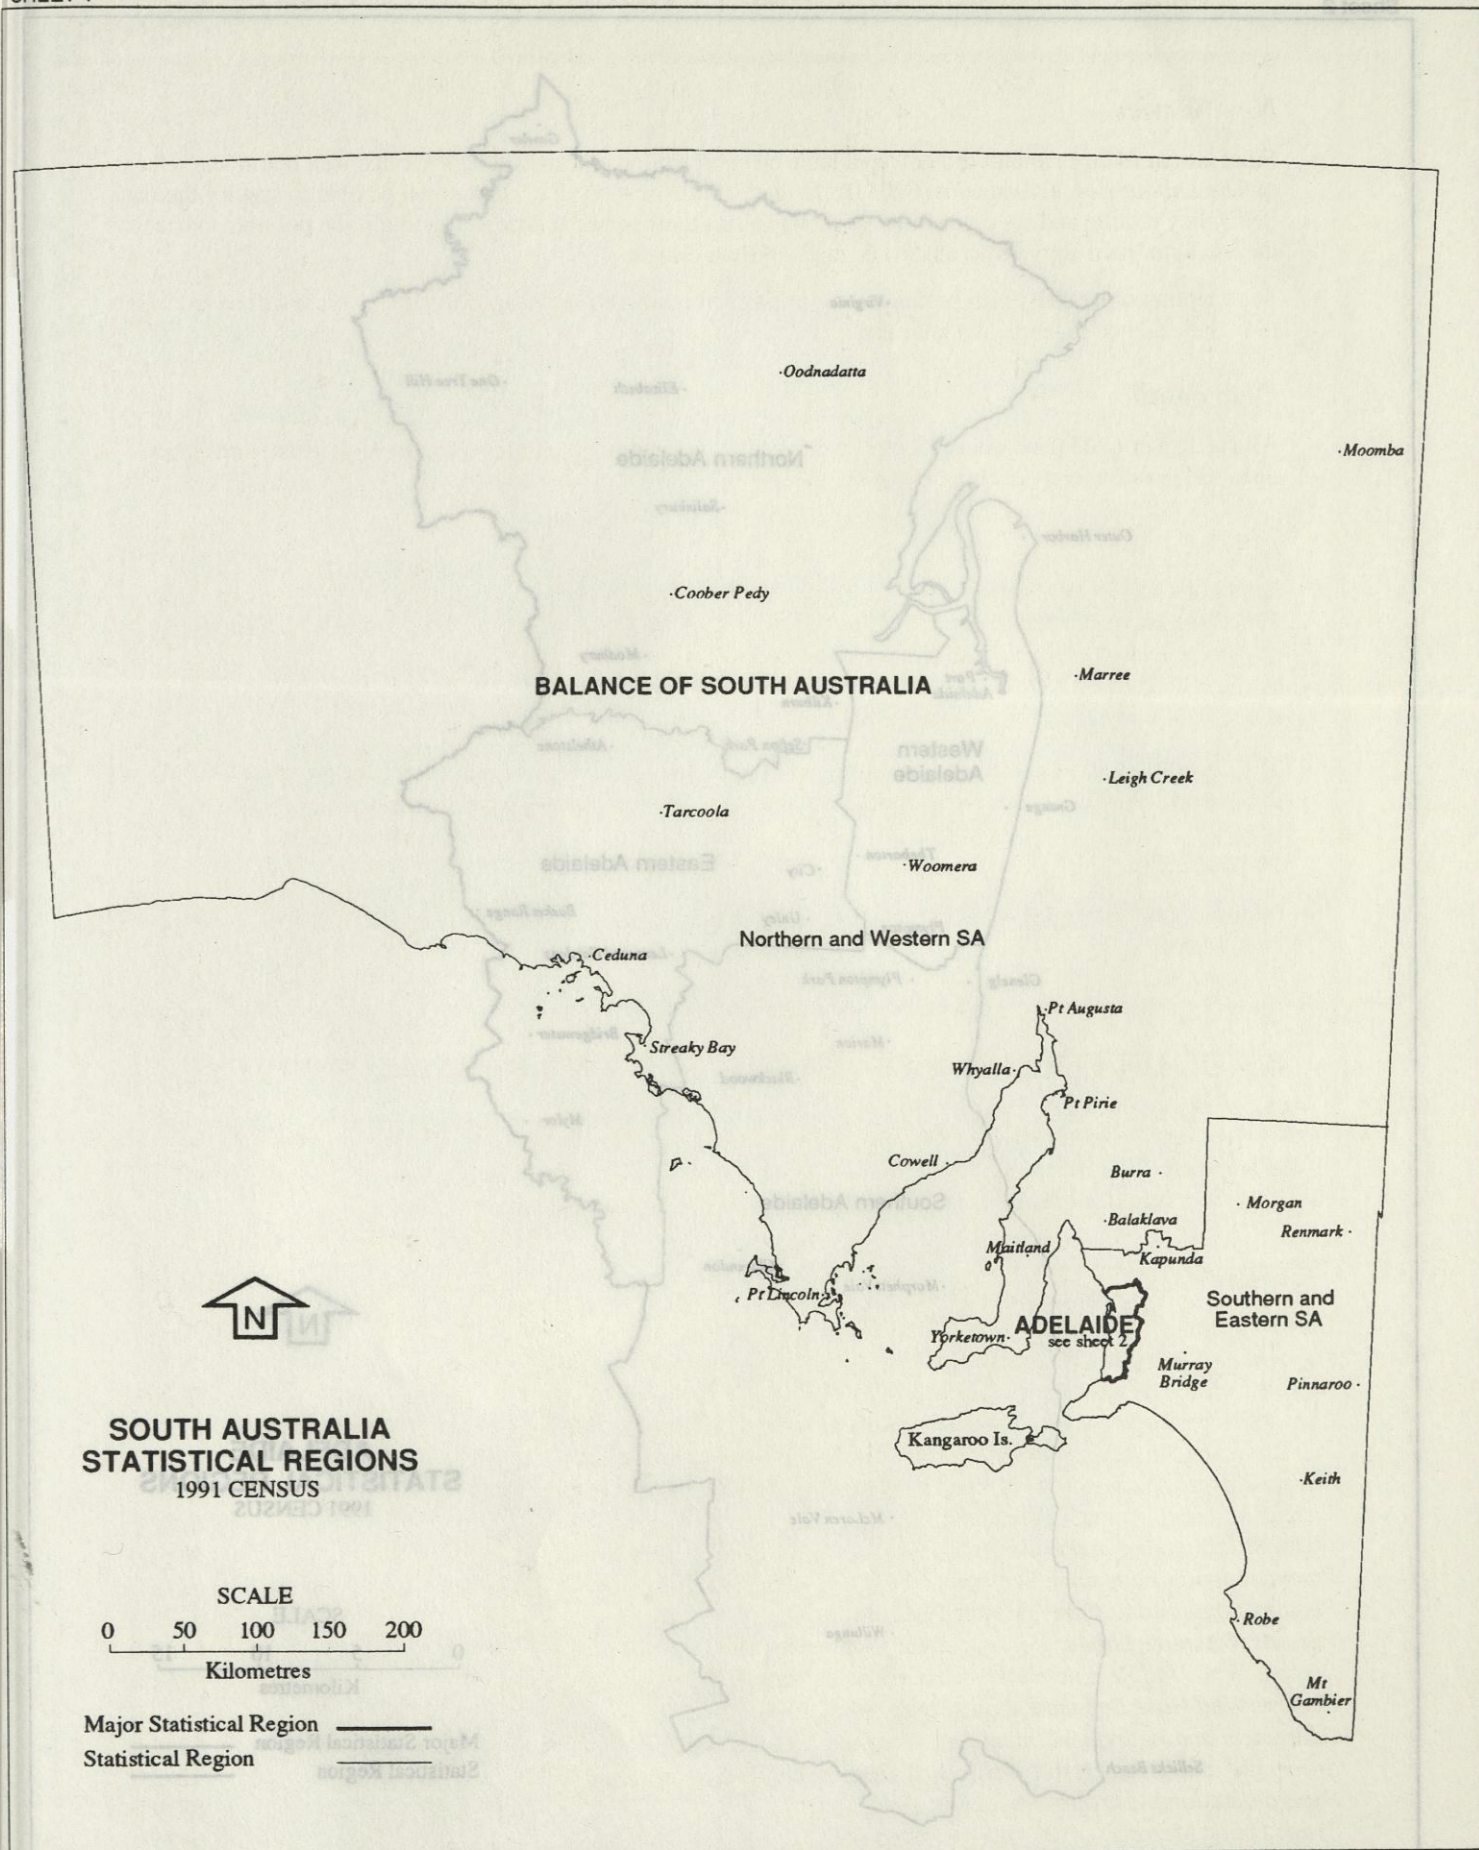 ·Oodnadatta
·Moomba
·Coober Pedy
BALANCE OF SOUTH AUSTRALIA
·Marree
·Leigh Creek
·Tarcoola
·Woomera
Northern and Western SA
·Ceduna
·Pt Augusta
·Streaky Bay
Whyalla·
Pt Pirie
Cowell·
Burra ·
· Morgan
·Balaklava
Renmark ·
Maitland
Kapunda
Pt Lincoln
Southern and
Eastern SA
ADELAIDE
see sheet 2
Yorketown·
Murray
Bridge
Pinnaroo ·
Kangaroo Is.
·Keith
SOUTH AUSTRALIA
STATISTICAL REGIONS
1991 CENSUS
N
SCALE
0 50 100 150 200
Kilometres
·Robe
Mt
Gambier
Major Statistical Region
Statistical Region